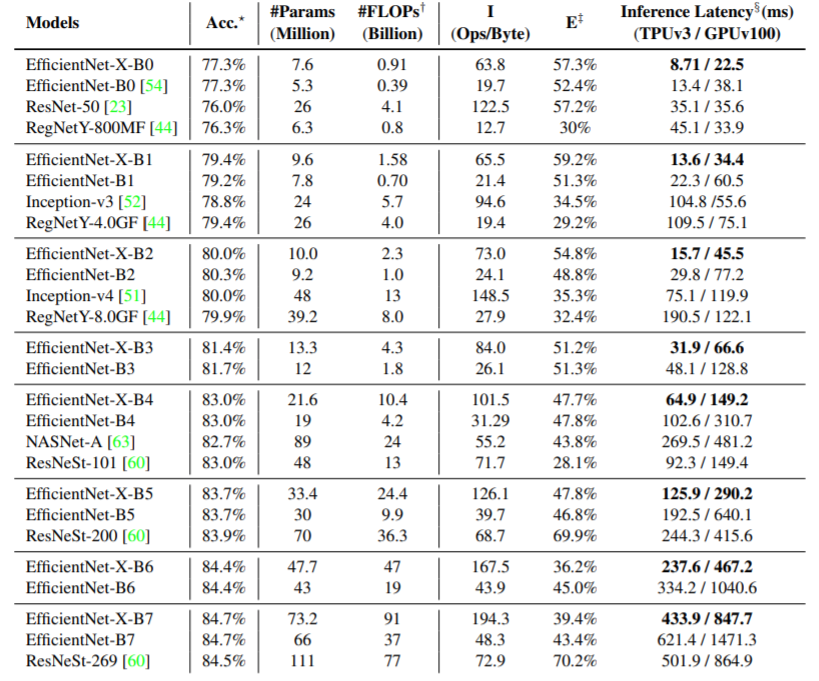 Models Acc.⋆ #Params (Million) #FLOPs† (Billion) I (Ops/Byte) E‡ Inference Latency§(ms) (TPUv3 / GPUv100)
EfficientNet-X-B0 77.3% 7.6 0.91 63.8 57.3% 8.71 / 22.5
EfficientNet-B0 [54] 77.3% 5.3 0.39 19.7 52.4% 13.4 / 38.1
ResNet-50 [23] 76.0% 26 4.1 122.5 57.2% 35.1 / 35.6
RegNetY-800MF [44] 76.3% 6.3 0.8 12.7 30% 45.1 / 33.9
EfficientNet-X-B1 79.4% 9.6 1.58 65.5 59.2% 13.6 / 34.4
EfficientNet-B1 79.2% 7.8 0.70 21.4 51.3% 22.3 / 60.5
Inception-v3 [52] 78.8% 24 5.7 94.6 34.5% 104.8 /55.6
RegNetY-4.0GF [44] 79.4% 26 4.0 19.4 29.2% 109.5 / 75.1
EfficientNet-X-B2 80.0% 10.0 2.3 73.0 54.8% 15.7 / 45.5
EfficientNet-B2 80.3% 9.2 1.0 24.1 48.8% 29.8 / 77.2
Inception-v4 [51] 80.0% 48 13 148.5 35.3% 75.1 / 119.9
RegNetY-8.0GF [44] 79.9% 39.2 8.0 27.9 32.4% 190.5 / 122.1
EfficientNet-X-B3 81.4% 13.3 4.3 84.0 51.2% 31.9 / 66.6
EfficientNet-B3 81.7% 12 1.8 26.1 51.3% 48.1 / 128.8
EfficientNet-X-B4 83.0% 21.6 10.4 101.5 47.7% 64.9 / 149.2
EfficientNet-B4 83.0% 19 4.2 31.29 47.8% 102.6 / 310.7
NASNet-A [63] 82.7% 89 24 55.2 43.8% 269.5 / 481.2
ResNeSt-101 [60] 83.0% 48 13 71.7 28.1% 92.3 / 149.4
EfficientNet-X-B5 83.7% 33.4 24.4 126.1 47.8% 125.9 / 290.2
EfficientNet-B5 83.7% 30 9.9 39.7 46.8% 192.5 / 640.1
ResNeSt-200 [60] 83.9% 70 36.3 68.7 69.9% 244.3 / 415.6
EfficientNet-X-B6 84.4% 47.7 47 167.5 36.2% 237.6 / 467.2
EfficientNet-B6 84.4% 43 19 43.9 45.0% 334.2 / 1040.6
EfficientNet-X-B7 84.7% 73.2 91 194.3 39.4% 433.9 / 847.7
EfficientNet-B7 84.7% 66 37 48.3 43.4% 621.4 / 1471.3
ResNeSt-269 [60] 84.5% 111 77 72.9 70.2% 501.9 / 864.9